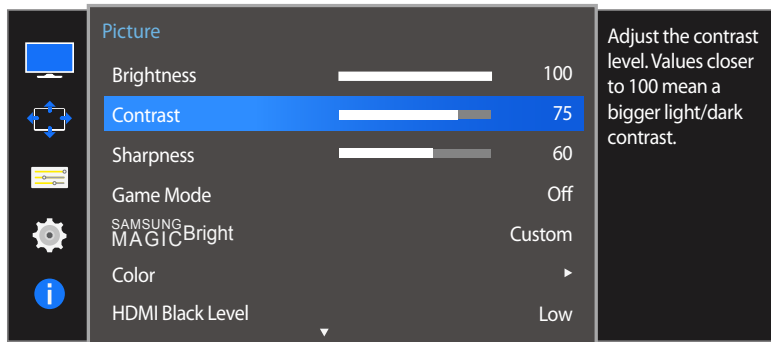 Picture
Brightness 100
Contrast 75
Sharpness 60
Game Mode Off
SAMSUNG
MAGICBright Custom
Color
HDMI Black Level Low
Adjust the contrast
level. Values closer
to 100 mean a
bigger light/dark
contrast.